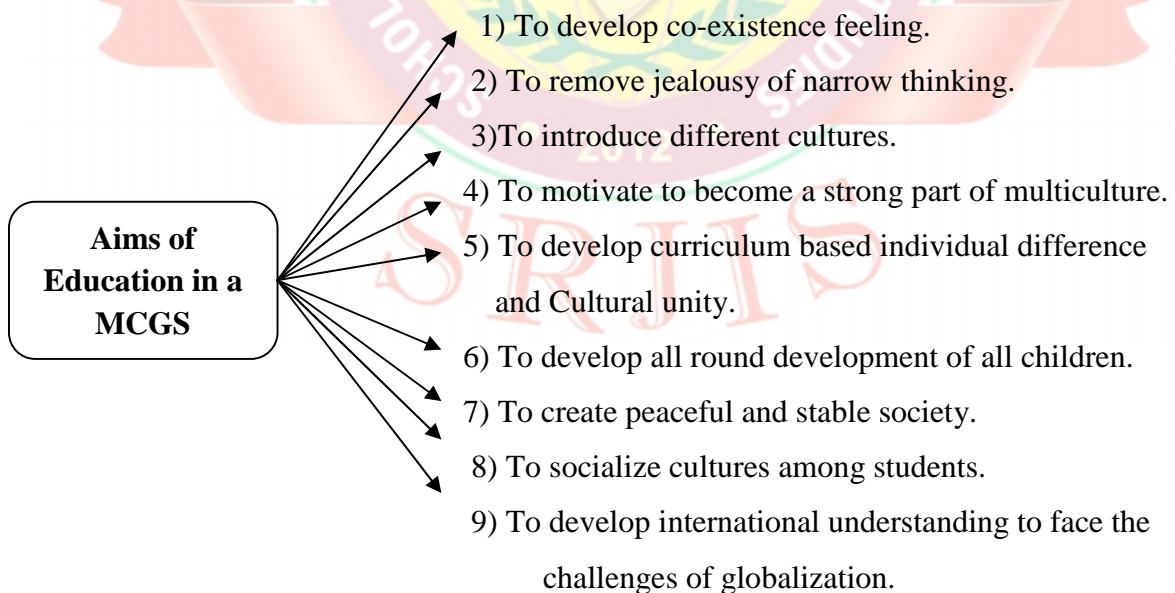 1) To develop co-existence feeling.
2) To remove jealousy of narrow thinking.
3)To introduce different cultures.
4) To motivate to become a strong part of multiculture.
5) To develop curriculum based individual difference
and Cultural unity.
6) To develop all round development of all children.
7) To create peaceful and stable society.
8) To socialize cultures among students.
9) To develop international understanding to face the
challenges of globalization.
Aims of
Education in a
MCGS
SCHOL
UDIES
2012
SRJIS